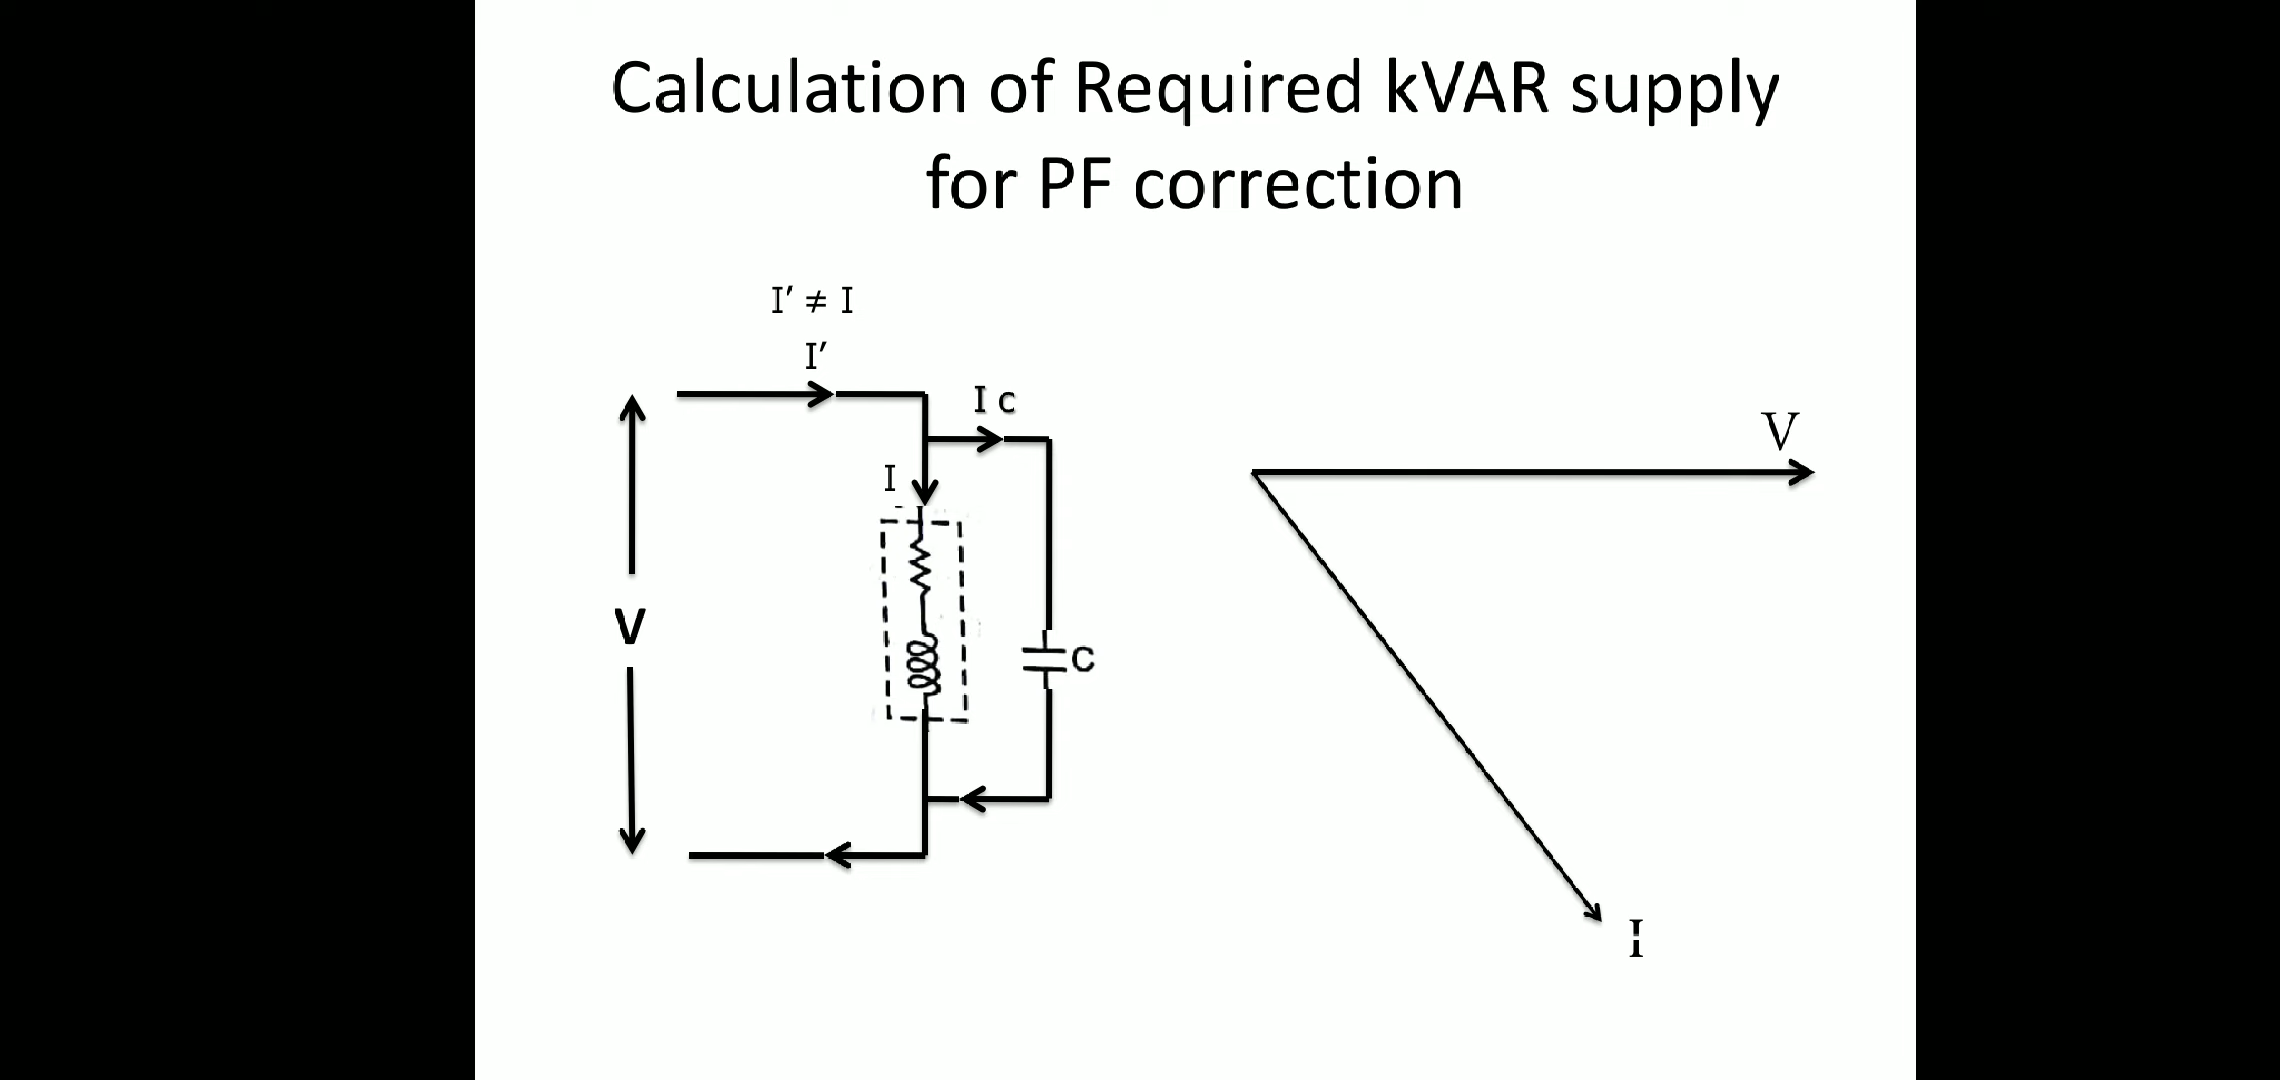 Calculation of Required kVAR supply
for PF correction
I′ ≠ I
I′
I c
I
V
C
V
I